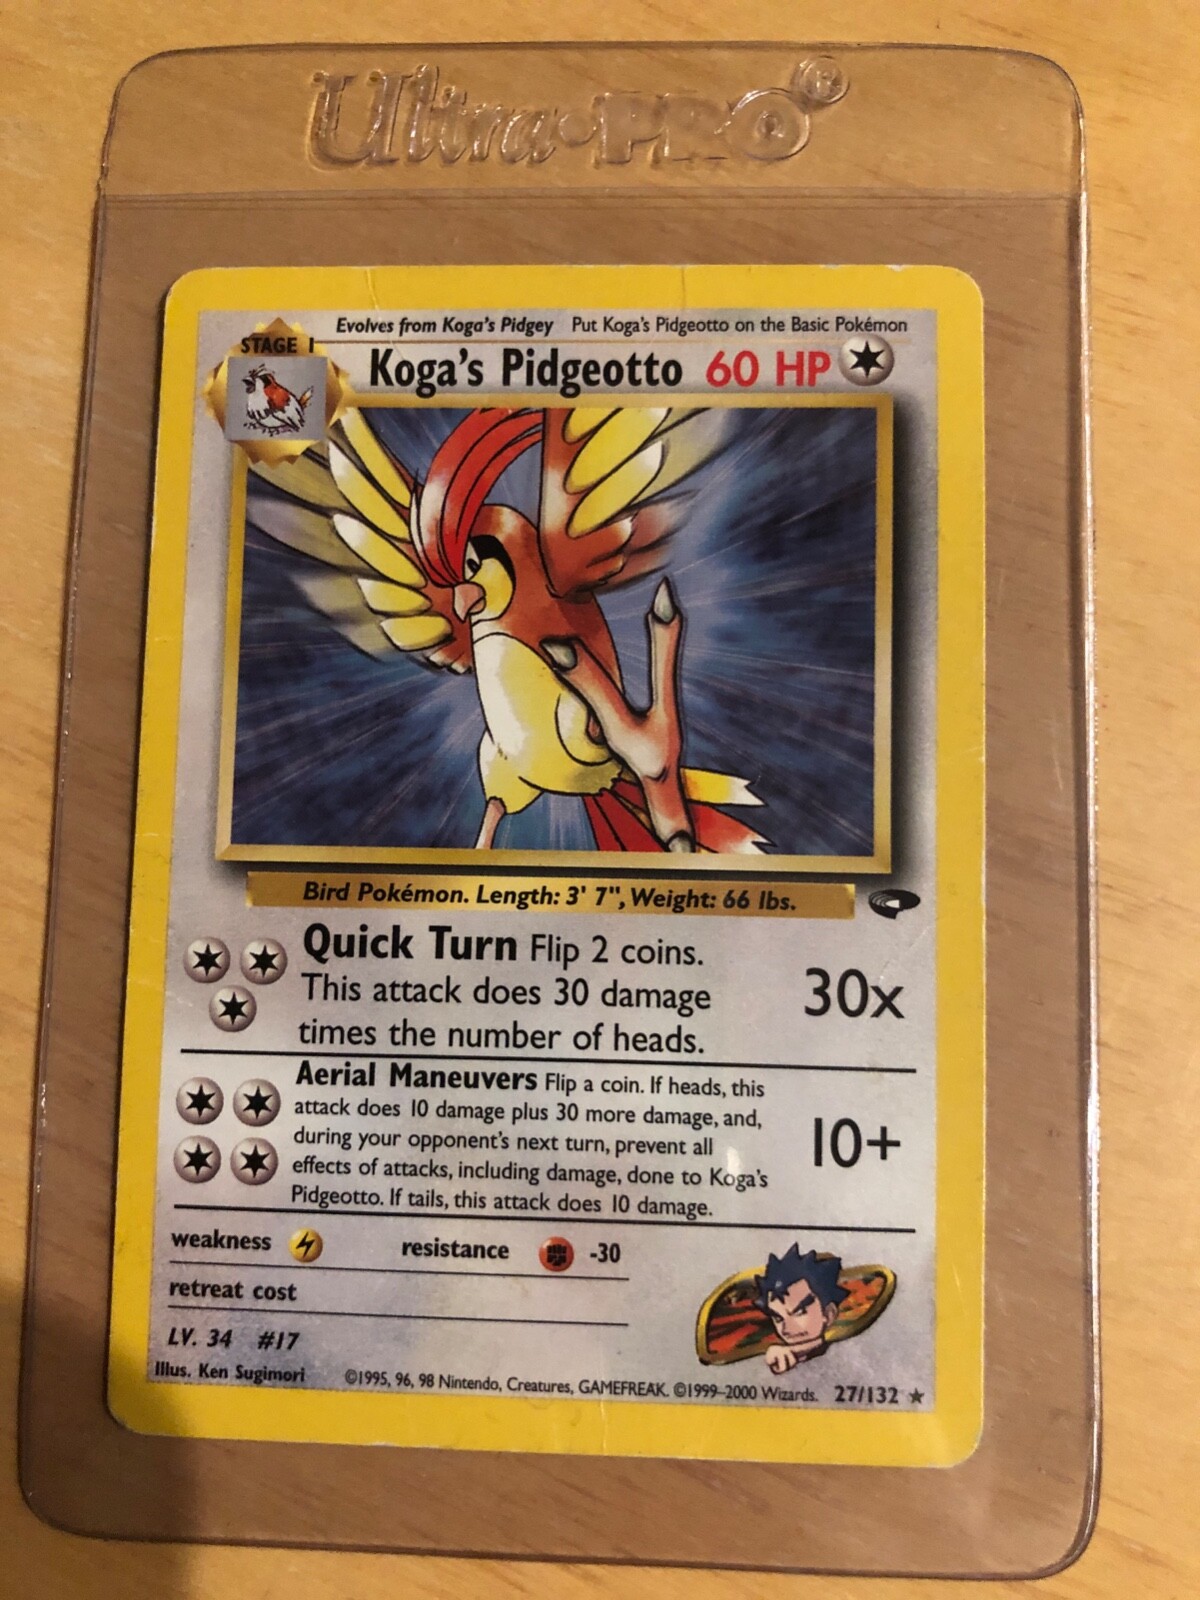 Ultra•PRO®
Evolves from Koga's Pidgey Put Koga's Pidgeotto on the Basic Pokémon
STAGE 1
Koga's Pidgeotto 60 HP
Bird Pokémon. Length: 3' 7", Weight: 66 lbs.
Quick Turn Flip 2 coins.
This attack does 30 damage
times the number of heads.
30x
Aerial Maneuvers Flip a coin. If heads, this
attack does 10 damage plus 30 more damage, and,
during your opponent's next turn, prevent all
effects of attacks, including damage, done to Koga's
Pidgeotto. If tails, this attack does 10 damage.
10+
weakness resistance -30
retreat cost
LV. 34 #17
Illus. Ken Sugimori ©1995, 96, 98 Nintendo, Creatures, GAMEFREAK. ©1999–2000 Wizards. 27/132 ★